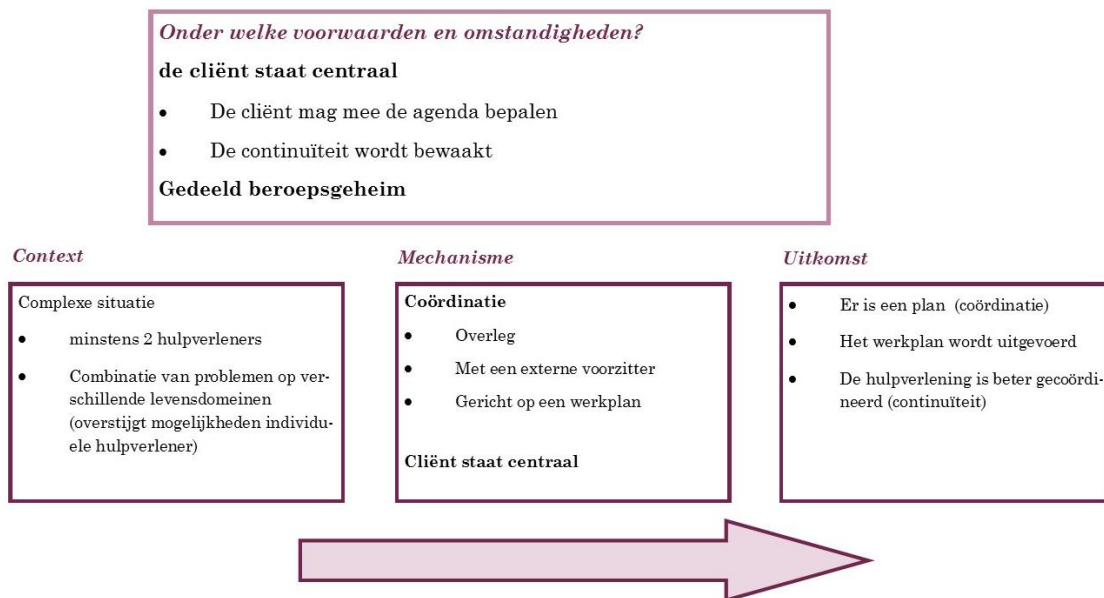 Onder welke voorwaarden en omstandigheden?
de cliënt staat centraal
• De cliënt mag mee de agenda bepalen
• De continuïteit wordt bewaakt
Gedeeld beroepsgeheim
Context
Complexe situatie
• minstens 2 hulpverleners
• Combinatie van problemen op ver-
schillende levensdomeinen
(overstijgt mogelijkheden individu-
ele hulpverlener)
Mechanisme
Coördinatie
• Overleg
• Met een externe voorzitter
• Gericht op een werkplan
Cliënt staat centraal
Uitkomst
• Er is een plan (coördinatie)
• Het werkplan wordt uitgevoerd
• De hulpverlening is beter gecoördi-
neerd (continuïteit)